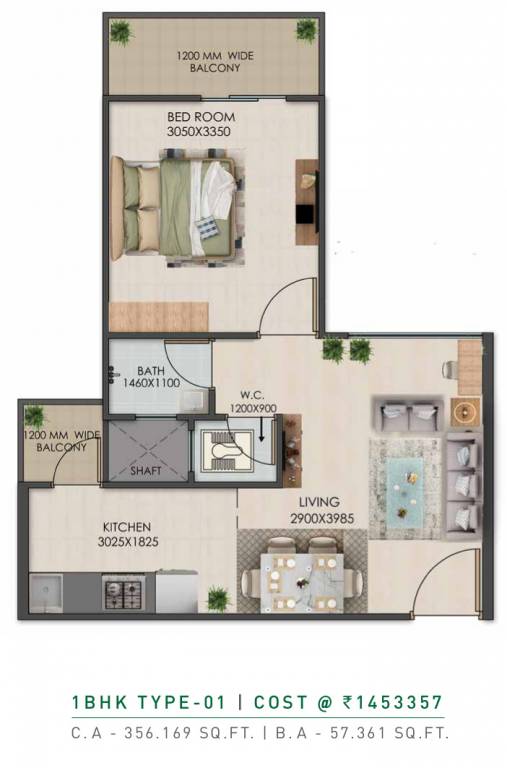 1200 MM WIDE
BALCONY
BED ROOM
3050X3350
BATH
1460X1100
W.C.
1200X900
1200 MM WIDE
BALCONY
SHAFT
LIVING
2900X3985
KITCHEN
3025X1825
1BHK TYPE-01 | COST @ ₹1453357
C.A - 356.169 SQ.FT. | B.A - 57.361 SQ.FT.